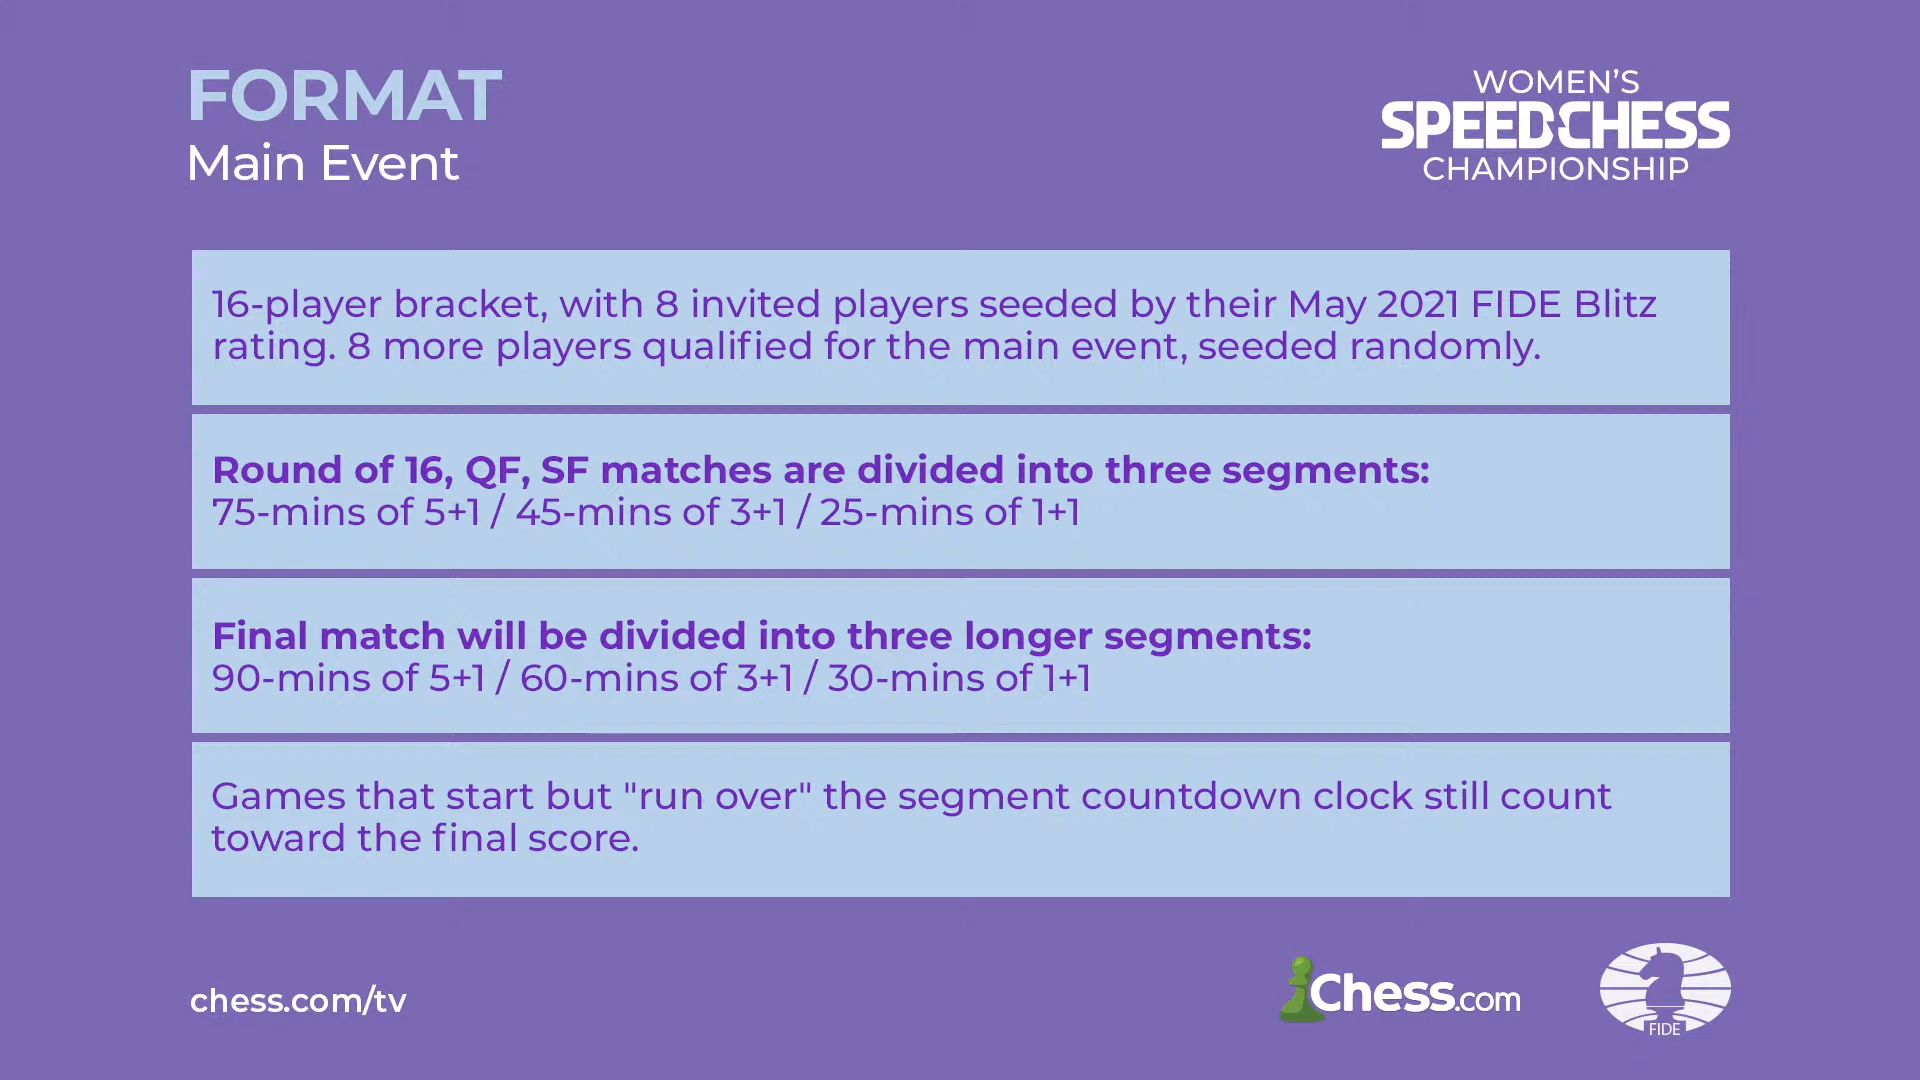 FORMAT
Main Event
WOMEN'S
SPEEDCHESS
CHAMPIONSHIP
16-player bracket, with 8 invited players seeded by their May 2021 FIDE Blitz
rating. 8 more players qualified for the main event, seeded randomly.
Round of 16, QF, SF matches are divided into three segments:
75-mins of 5+1 / 45-mins of 3+1 / 25-mins of 1+1
Final match will be divided into three longer segments:
90-mins of 5+1 / 60-mins of 3+1 / 30-mins of 1+1
Games that start but "run over" the segment countdown clock still count
toward the final score.
chess.com/tv
Chess.com
FIDE